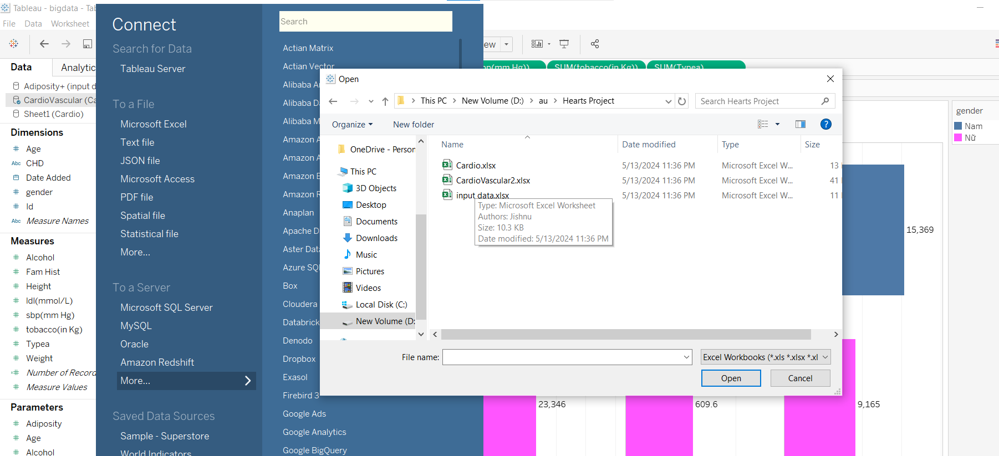 Tableau - bigdata - Tab
File Data Worksheet
Data
Analytic
Adiposity+ (input d
CardioVascular (Ca
Sheet1 (Cardio)
Dimensions
Age
Abc CHD
Date Added
gender
Id
Abc Measure Names
Measures
Alcohol
Fam Hist
Height
ldl(mmol/L)
sbp(mm Hg)
tobacco(in Kg)
Typea
Weight
Number of Record
Measure Values
Parameters
Adiposity
Age
Alcohol
Connect
Search for Data
Tableau Server
To a File
Microsoft Excel
Text file
JSON file
Microsoft Access
PDF file
Spatial file
Statistical file
More...
To a Server
Microsoft SQL Server
MySQL
Oracle
Amazon Redshift
More...
Saved Data Sources
Sample - Superstore
World Indicators
Search
Actian Matrix
Actian Vector
Alibaba An
Alibaba Da
Alibaba M
Amazon A
Amazon A
Amazon E
Amazon R
Anaplan
Apache D
Aster Data
Azure SQL
Box
Cloudera
Databrick
Denodo
Dropbox
Exasol
Firebird 3
Google Ads
Google Analytics
Google BigQuery
ew
p(mm Hg))
SUM(tobacco(in Kg))
SUM(Typea)
Open
This PC > New Volume (D:) > au > Hearts Project
Search Hearts Project
Organize
New folder
OneDrive - Person
This PC
3D Objects
Desktop
Documents
Downloads
Music
Pictures
Videos
Local Disk (C:)
New Volume (D:
Name Date modified Type Size
Cardio.xlsx 5/13/2024 11:36 PM Microsoft Excel W... 13
CardioVascular2.xlsx 5/13/2024 11:36 PM Microsoft Excel W... 41
input data.xlsx 5/13/2024 11:36 PM Microsoft Excel W... 11
Type: Microsoft Excel Worksheet
Authors: Jishnu
Size: 10.3 KB
Date modified: 5/13/2024 11:36 PM
File name:
Excel Workbooks (*.xls *.xlsx *.xl
Open
Cancel
gender
Nam
Nữ
15,369
23,346
609.6
9,165